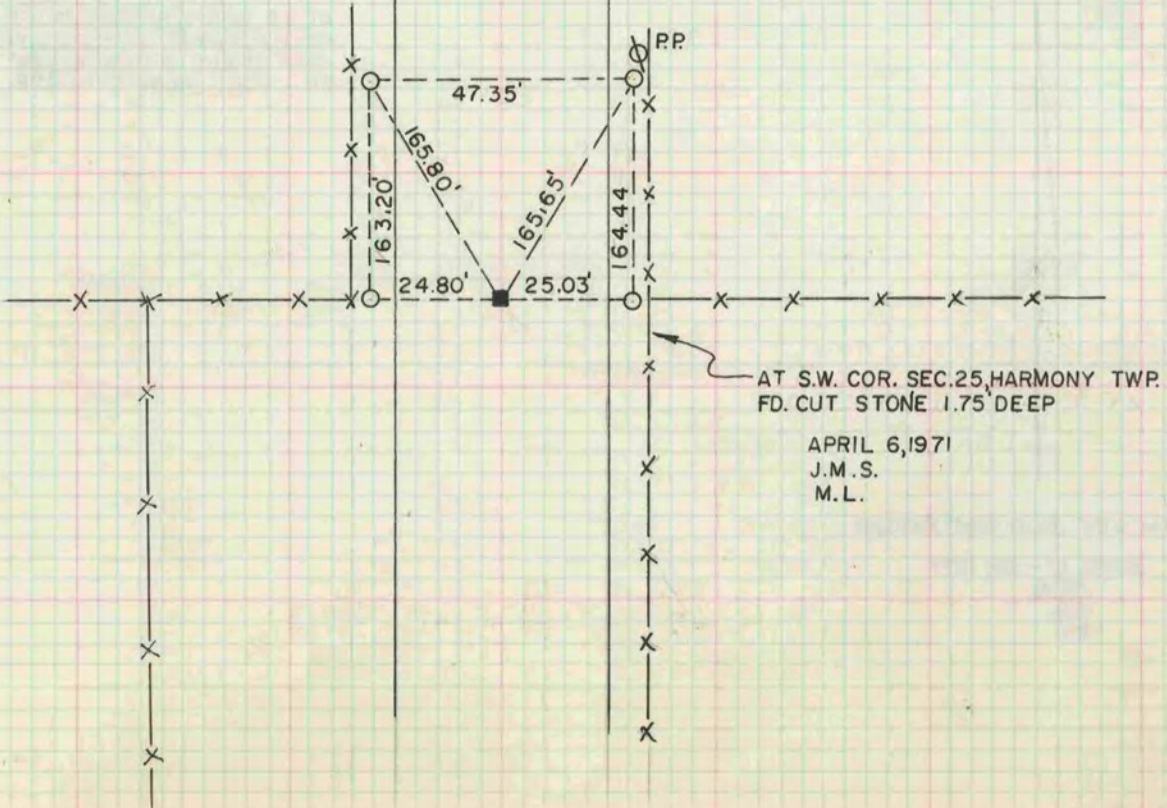 P.P.
47.35'
165.80'
165.65'
163.20'
164.44
24.80'
25.03'
AT S.W. COR. SEC.25,HARMONY TWP.
FD. CUT STONE 1.75' DEEP
APRIL 6,1971
J.M.S.
M.L.